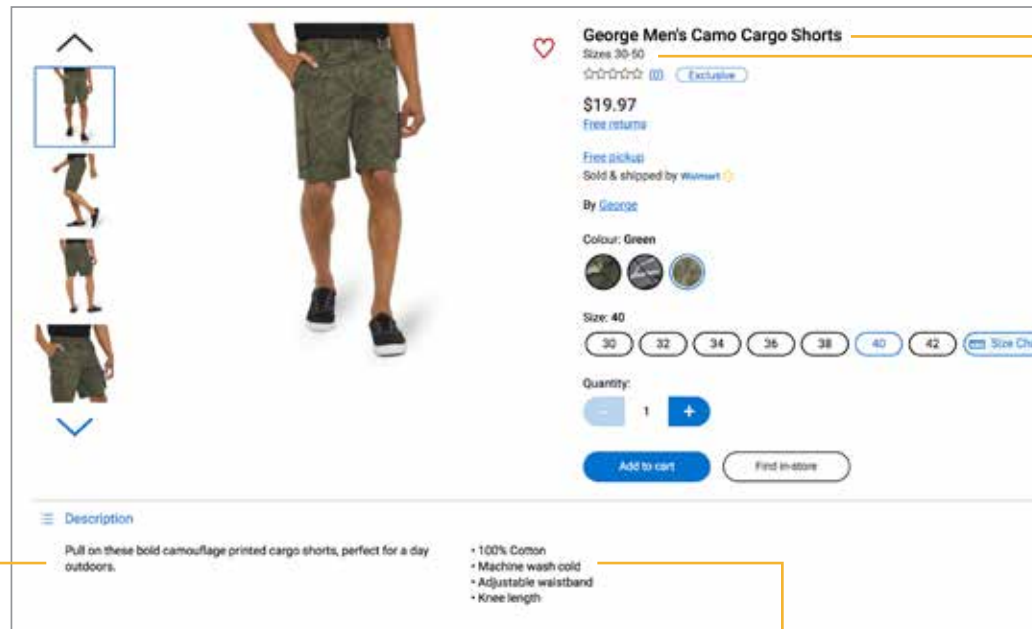 George Men's Camo Cargo Shorts
Sizes 30-50
(0) Exclusive
$19.97
Free returns
Free pickup
Sold & shipped by Walmart
By George
Colour: Green
Size: 40
30 32 34 36 38 40 42 Size Ch
Quantity:
- 1 +
Add to cart Find in-store
Description
Pull on these bold camouflage printed cargo shorts, perfect for a day
outdoors.
• 100% Cotton
• Machine wash cold
• Adjustable waistband
• Knee length